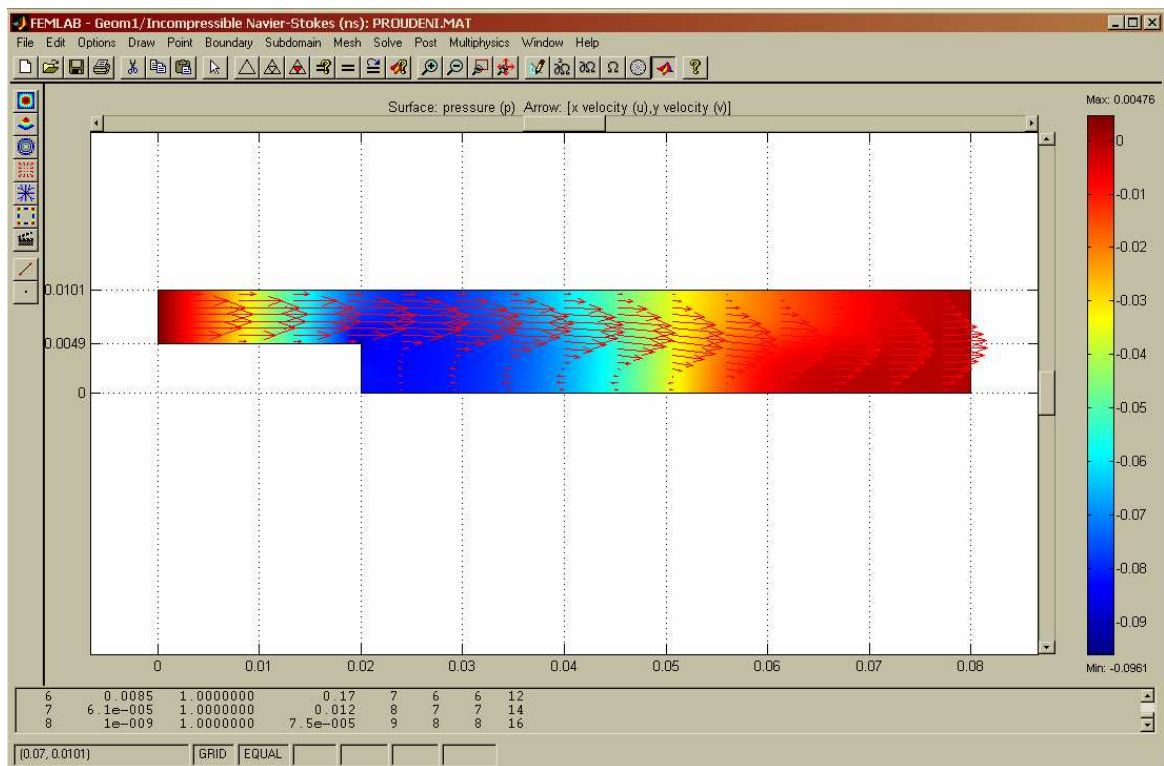 FEMLAB - Geom1/Incompressible Navier-Stokes (ns): PROUDENI.MAT
File Edit Options Draw Point Boundary Subdomain Mesh Solve Post Multiphysics Window Help
Surface: pressure (p) Arrow: [x velocity (u),y velocity (v)]
Max: 0.00476
0
-0.01
-0.02
-0.03
-0.04
-0.05
-0.06
-0.07
-0.08
-0.09
Min: -0.0961
0.0101
0.0049
0
0 0.01 0.02 0.03 0.04 0.05 0.06 0.07 0.08
6 0.0085 1.0000000 0.17 7 6 6 12
7 6.1e-005 1.0000000 0.012 8 7 7 14
8 1e-009 1.0000000 7.5e-005 9 8 8 16
(0.07, 0.0101) GRID EQUAL